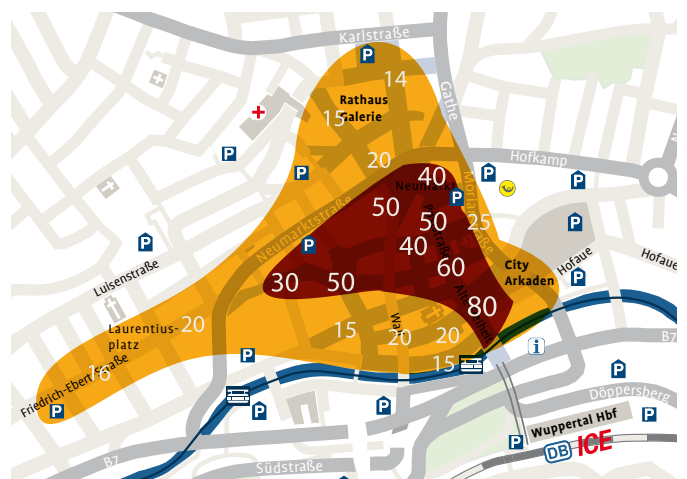 Karlstraße
P
14
Gathe
Rathaus
Galerie
15
P
20
Hofkamp
P
P
P
P
40
Neumarkt
P
50
50
25
Neumarktstraße
P
P
40
60
City
Arkaden
Hofaue
Hofaue
P
Luisenstraße
30
50
80
Laurentius-
platz
20
15
Wall
20
20
i
B7
16
P
15
P
Friedrich-Ebert-Straße
P
P
P
Döppersberg
P
Wuppertal Hbf
P
DB ICE
B7
Südstraße